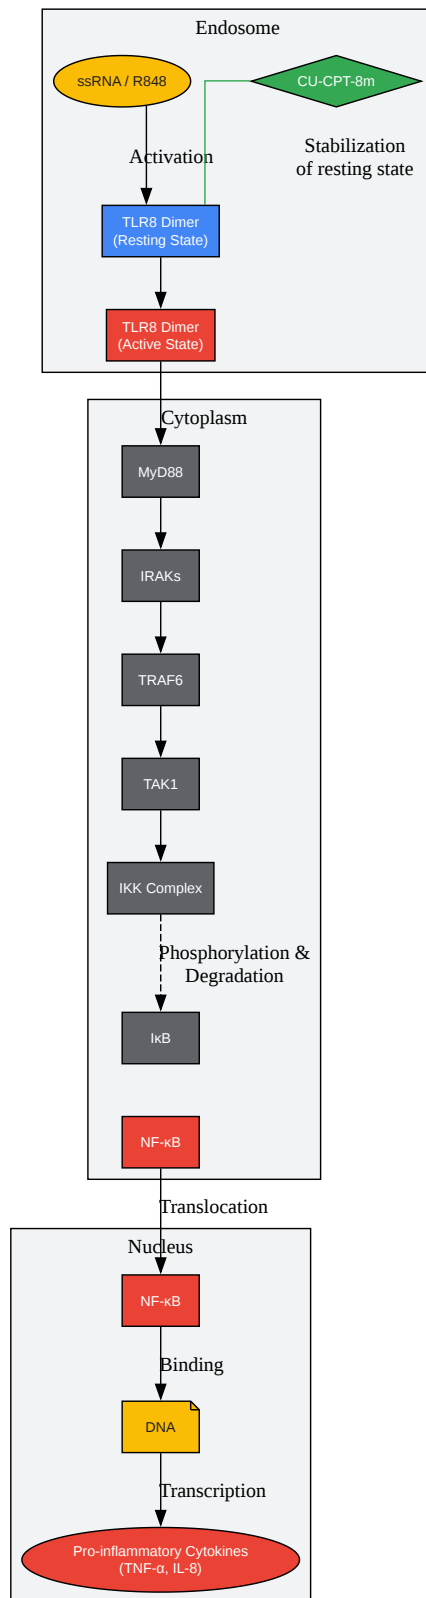 Endosome
ssRNA / R848
CU-CPT-8m
Activation
Stabilization
of resting state
TLR8 Dimer
(Resting State)
TLR8 Dimer
(Active State)
Cytoplasm
MyD88
IRAKs
TRAF6
TAK1
IKK Complex
Phosphorylation &
Degradation
IκB
NF-κB
Translocation
Nucleus
NF-κB
Binding
DNA
Transcription
Pro-inflammatory Cytokines
(TNF-α, IL-8)